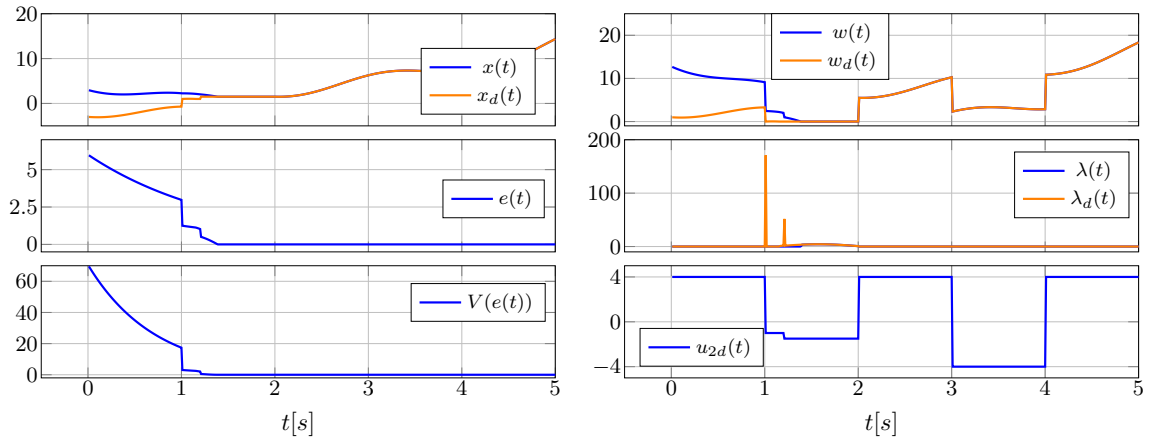 20
10
0
x(t)
x_d(t)
5
2.5
0
e(t)
60
40
20
0
V(e(t))
0 1 2 3 4 5
t[s]
20
10
0
w(t)
w_d(t)
200
100
0
λ(t)
λ_d(t)
4
0
−4
u_{2d}(t)
0 1 2 3 4 5
t[s]